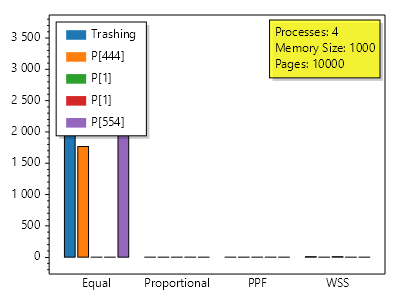 3 500
3 000
2 500
2 000
1 500
1 000
500
0
Trashing
P[444]
P[1]
P[1]
P[554]
Processes: 4
Memory Size: 1000
Pages: 10000
Equal Proportional PPF WSS